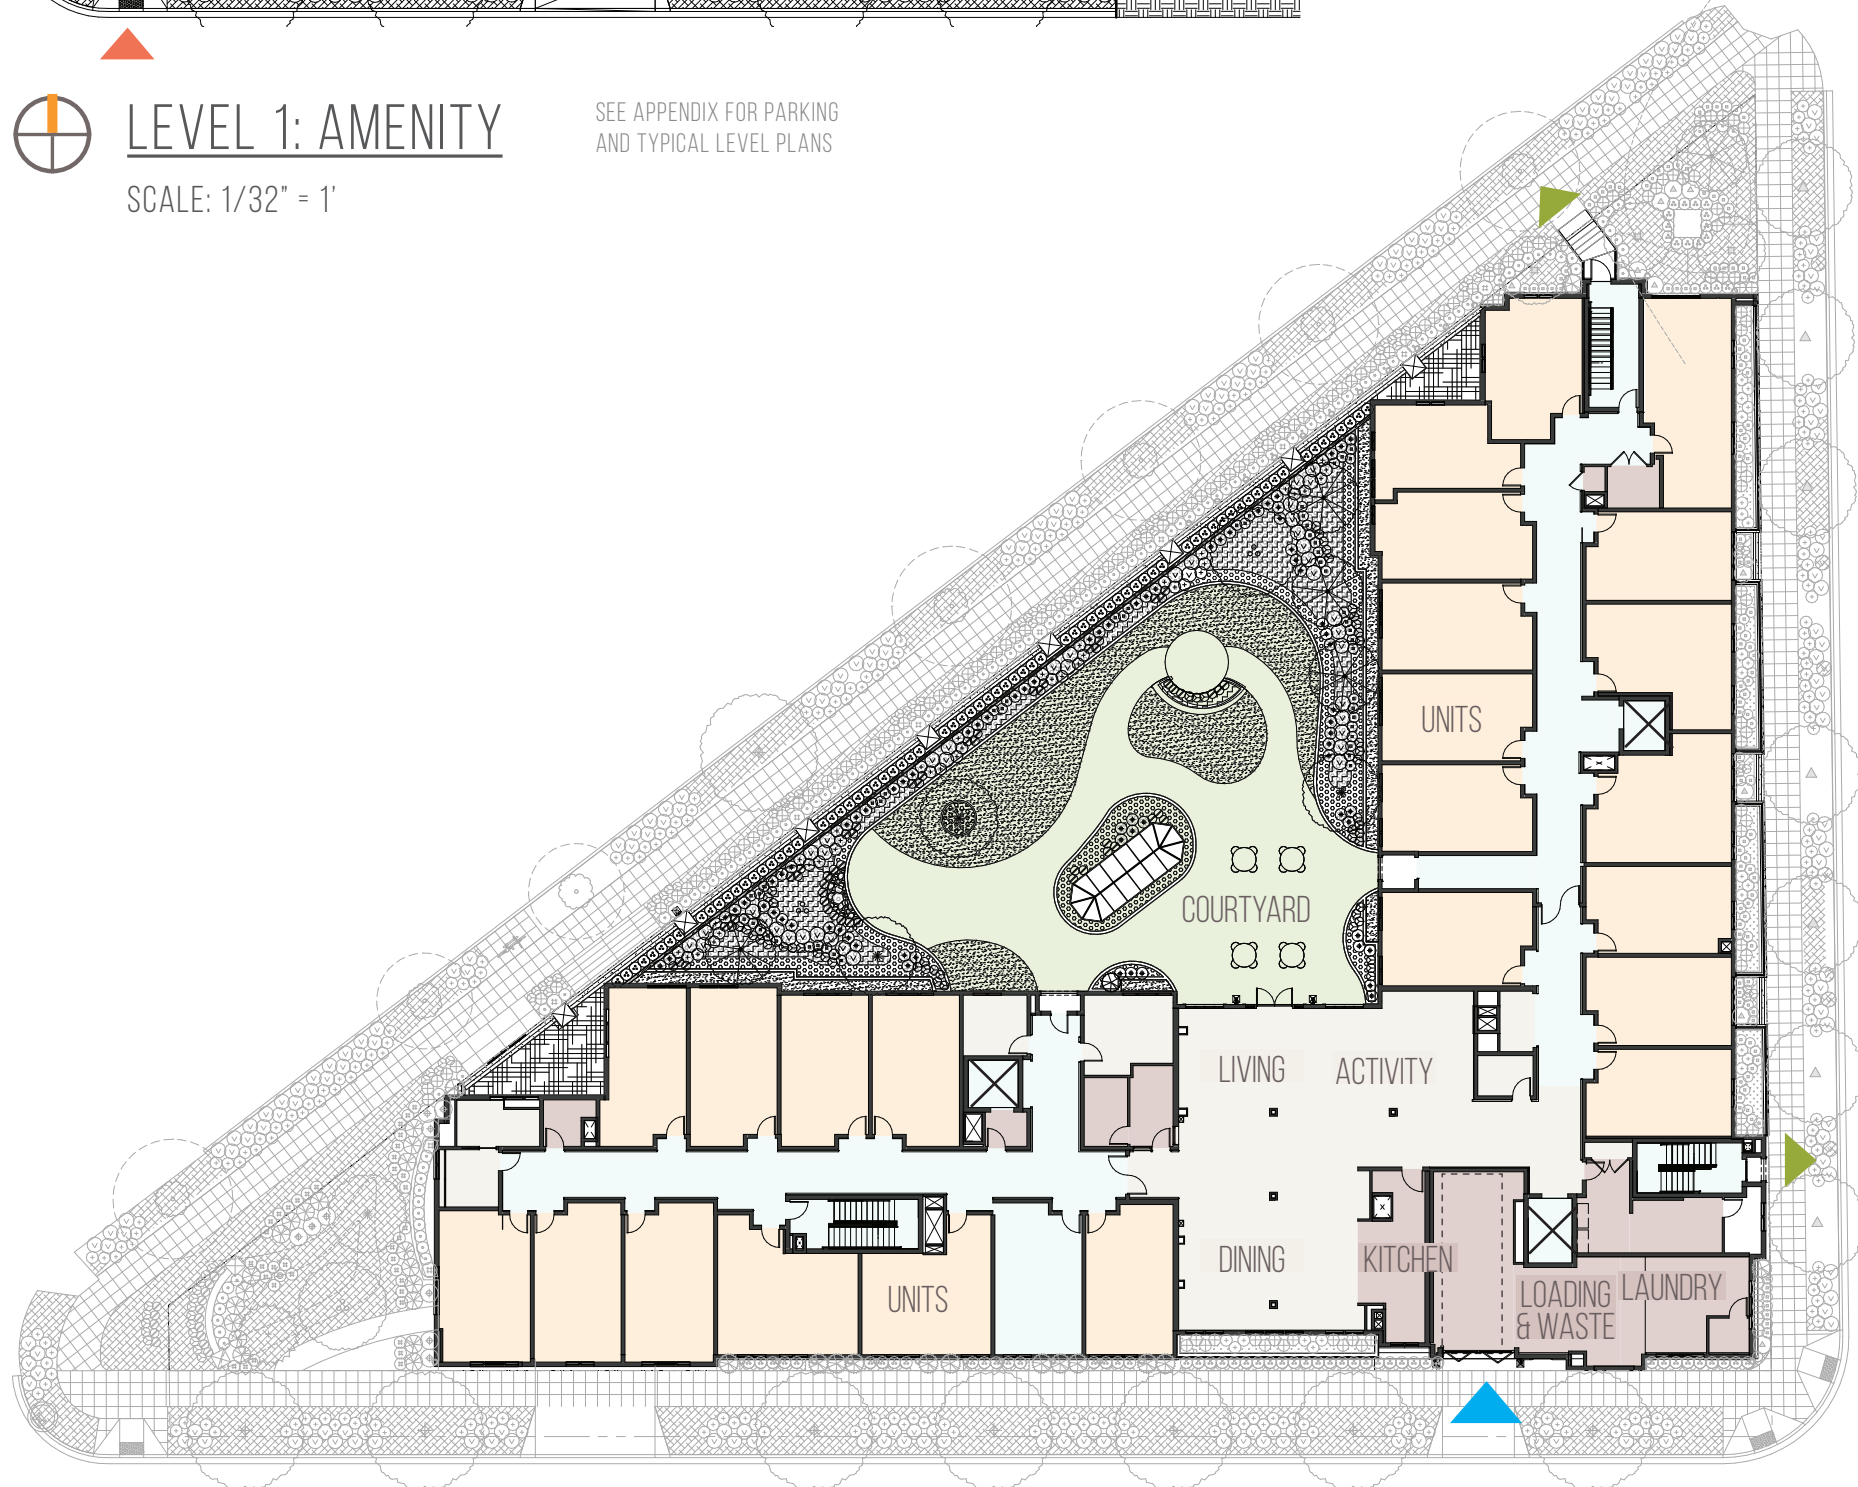 LEVEL 1: AMENITY
SCALE: 1/32" = 1'
SEE APPENDIX FOR PARKING
AND TYPICAL LEVEL PLANS
UNITS
COURTYARD
LIVING
ACTIVITY
DINING
KITCHEN
UNITS
LOADING
& WASTE
LAUNDRY